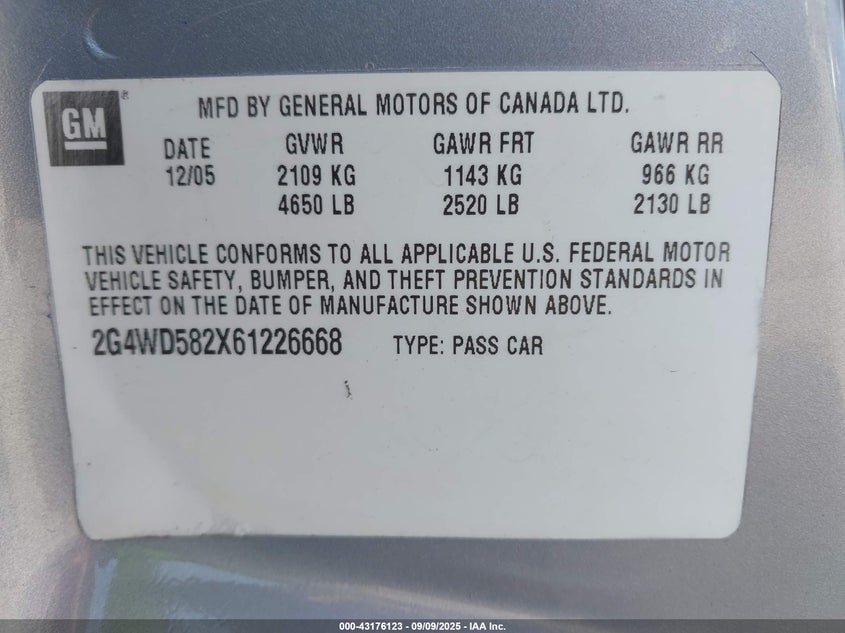 GM®
MFD BY GENERAL MOTORS OF CANADA LTD.
DATE GVWR GAWR FRT GAWR RR
12/05 2109 KG 1143 KG 966 KG
4650 LB 2520 LB 2130 LB
THIS VEHICLE CONFORMS TO ALL APPLICABLE U.S. FEDERAL MOTOR
VEHICLE SAFETY, BUMPER, AND THEFT PREVENTION STANDARDS IN
EFFECT ON THE DATE OF MANUFACTURE SHOWN ABOVE.
2G4WD582X61226668 TYPE: PASS CAR
000-43176123 - 09/09/2025 - IAA Inc.